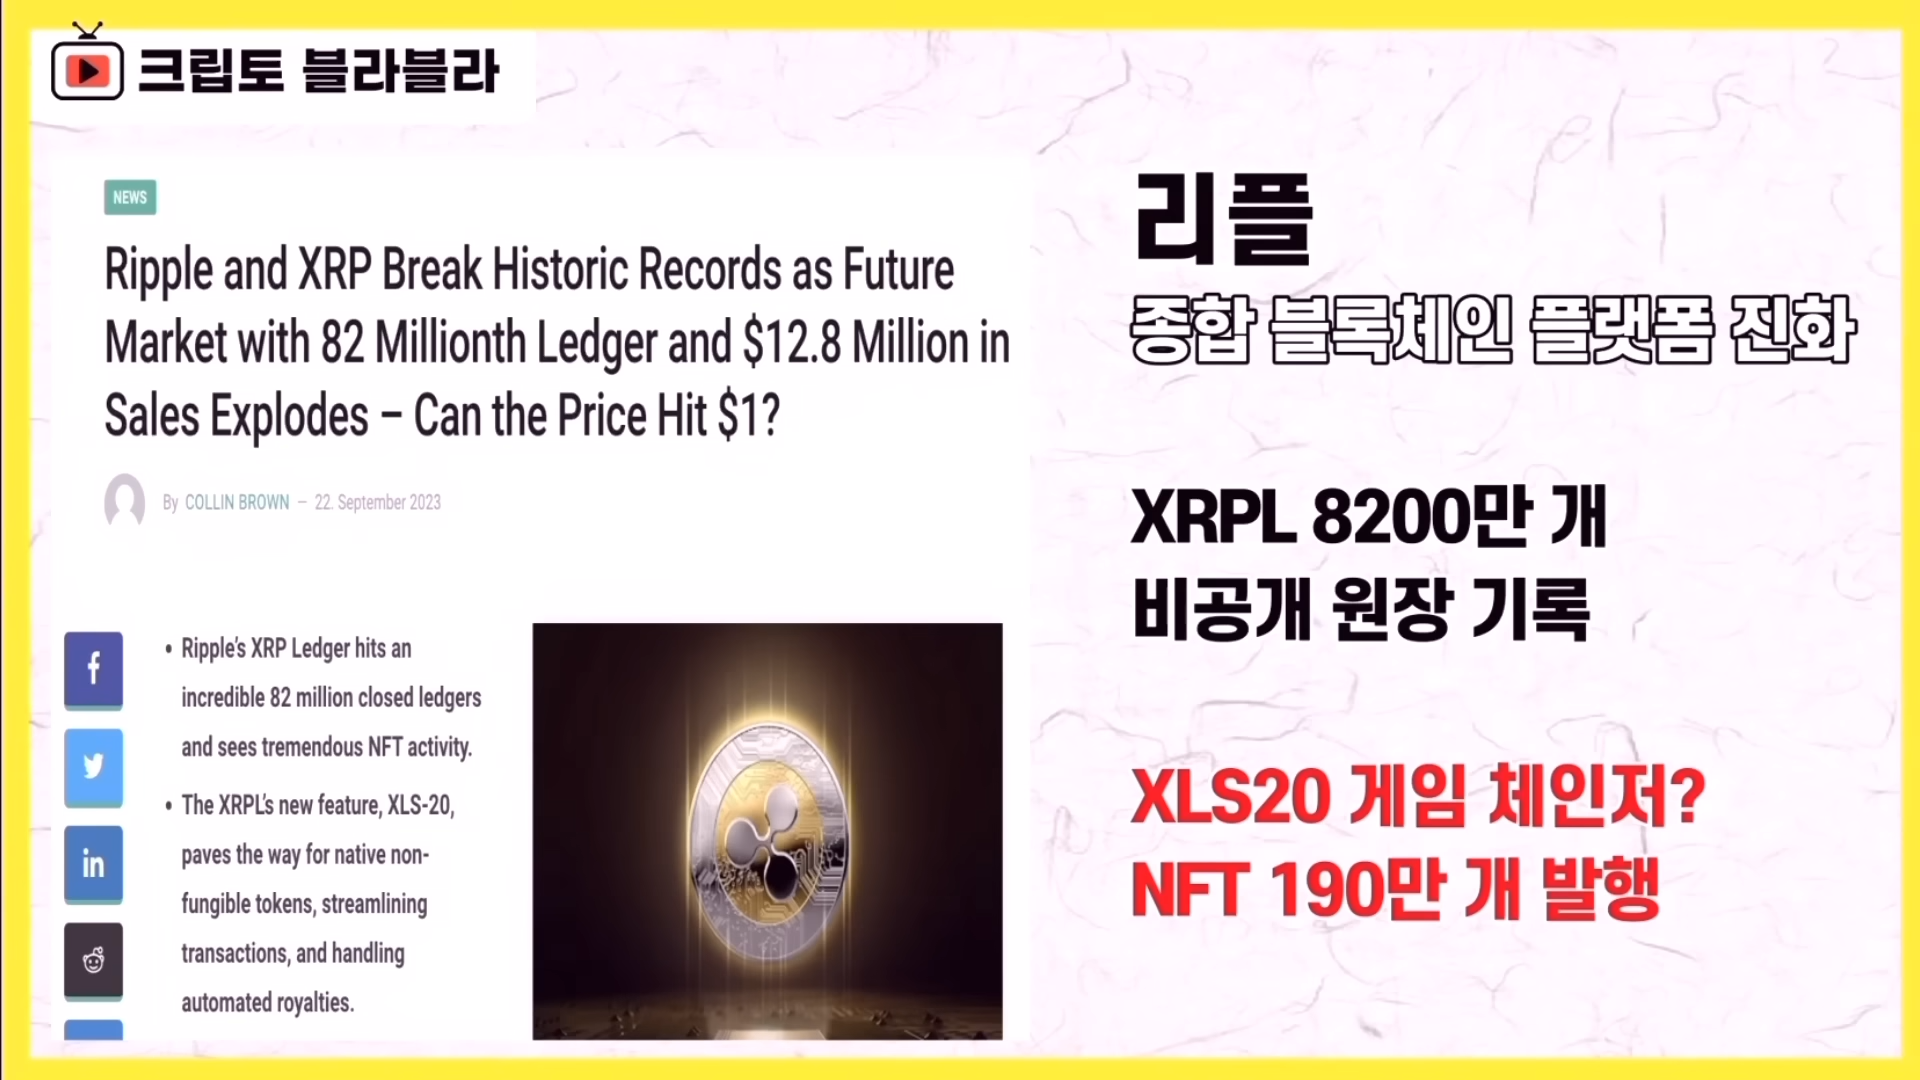 크립토 블라블라
NEWS
Ripple and XRP Break Historic Records as Future
Market with 82 Millionth Ledger and $12.8 Million in
Sales Explodes – Can the Price Hit $1?
By COLLIN BROWN – 22. September 2023
• Ripple's XRP Ledger hits an
incredible 82 million closed ledgers
and sees tremendous NFT activity.
• The XRPL's new feature, XLS-20,
paves the way for native non-
fungible tokens, streamlining
transactions, and handling
automated royalties.
리플
종합 블록체인 플랫폼 진화
XRPL 8200만 개
비공개 원장 기록
XLS20 게임 체인저?
NFT 190만 개 발행